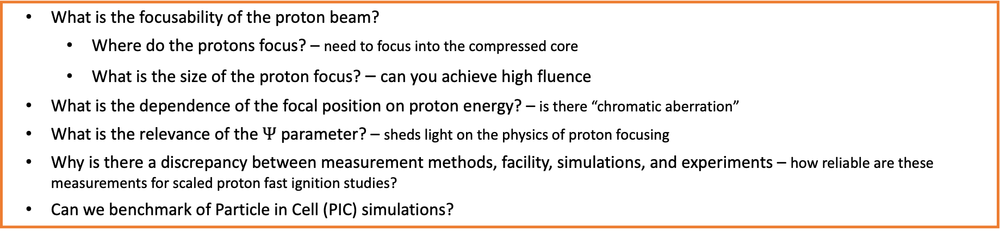 • What is the focusability of the proton beam?
• Where do the protons focus? – need to focus into the compressed core
• What is the size of the proton focus? – can you achieve high fluence
• What is the dependence of the focal position on proton energy? – is there “chromatic aberration”
• What is the relevance of the Ψ parameter? – sheds light on the physics of proton focusing
• Why is there a discrepancy between measurement methods, facility, simulations, and experiments – how reliable are these
measurements for scaled proton fast ignition studies?
• Can we benchmark of Particle in Cell (PIC) simulations?